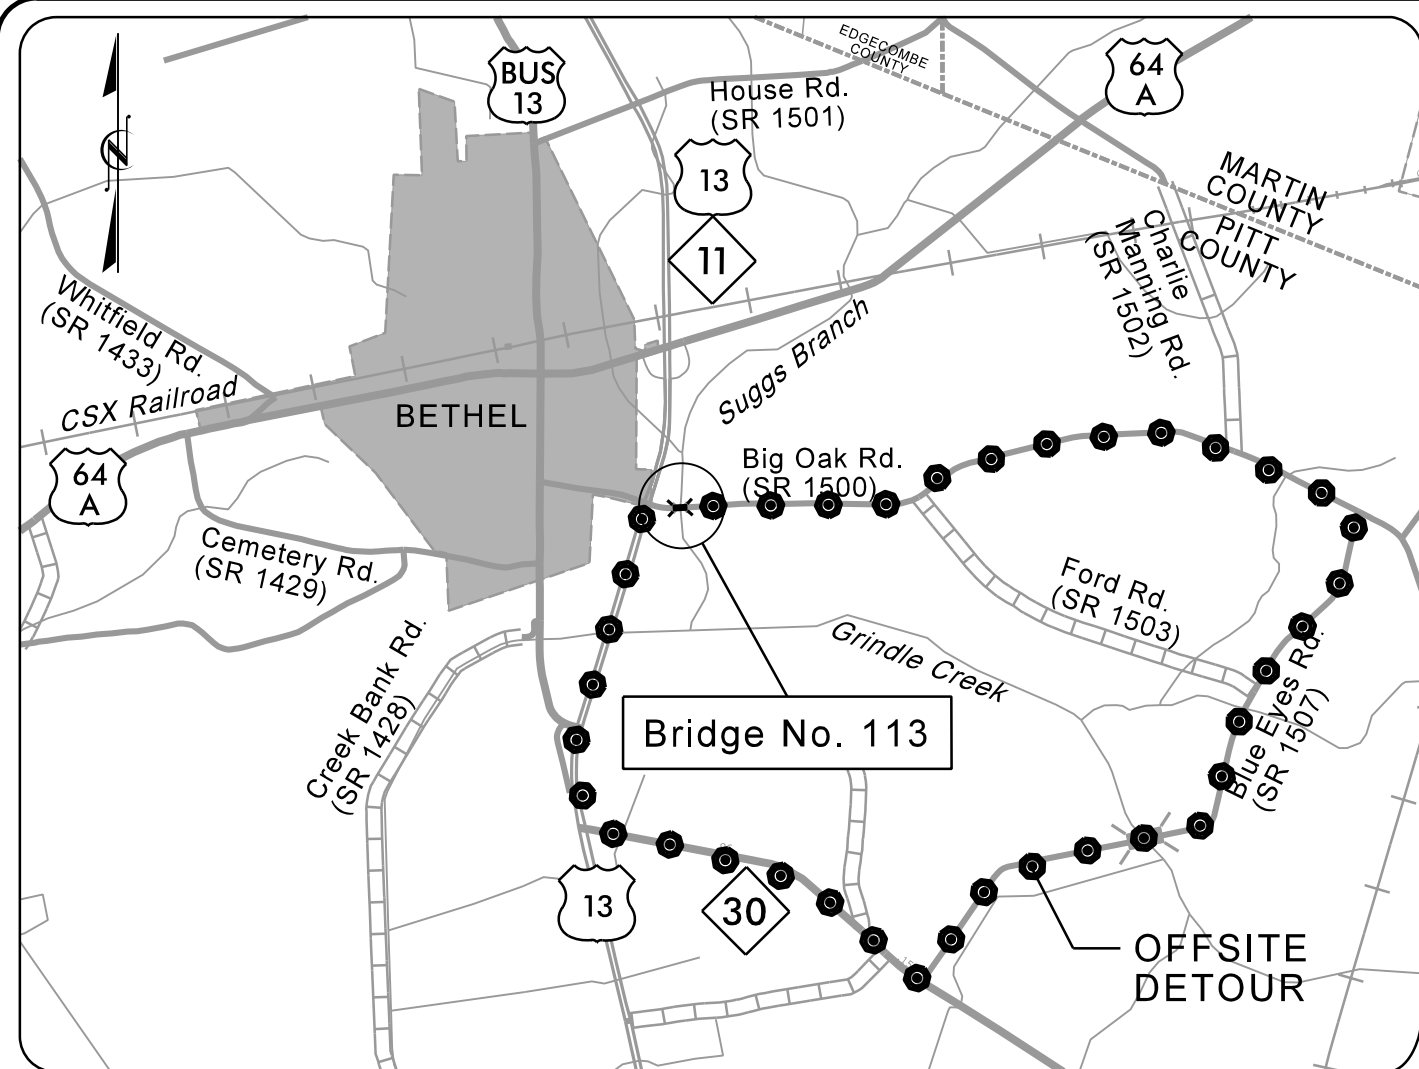 EDGECOMBE
COUNTY
BUS
13
64
A
House Rd.
(SR 1501)
N
13
11
MARTIN
COUNTY
PITT
COUNTY
Charlie
Manning Rd.
(SR 1502)
Whitfield Rd.
(SR 1433)
Suggs Branch
CSX Railroad
BETHEL
64
A
Big Oak Rd.
(SR 1500)
Cemetery Rd.
(SR 1429)
Ford Rd.
(SR 1503)
Grindle Creek
Creek Bank Rd.
(SR 1428)
Blue Eyes Rd.
(SR 1507)
Bridge No. 113
13
30
OFFSITE
DETOUR